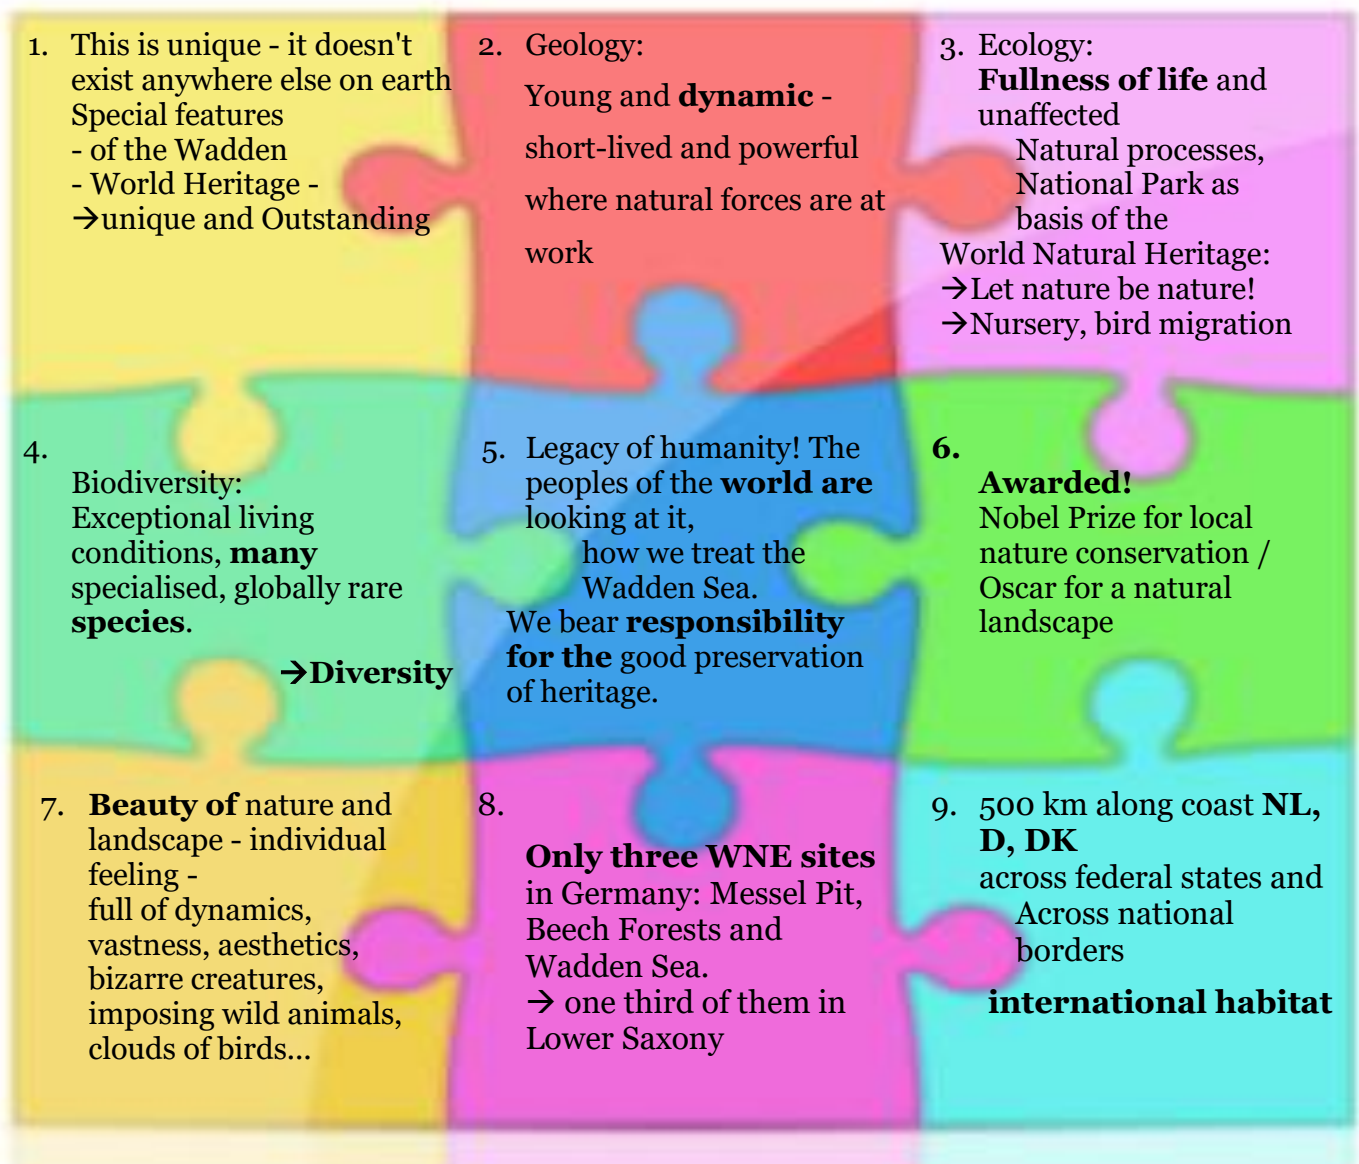 1. This is unique - it doesn't
exist anywhere else on earth
Special features
- of the Wadden
- World Heritage -
→unique and Outstanding
2. Geology:
Young and dynamic -
short-lived and powerful
where natural forces are at
work
3. Ecology:
Fullness of life and
unaffected
Natural processes,
National Park as
basis of the
World Natural Heritage:
→Let nature be nature!
→Nursery, bird migration
4.
Biodiversity:
Exceptional living
conditions, many
specialised, globally rare
species.
→Diversity
5. Legacy of humanity! The
peoples of the world are
looking at it,
how we treat the
Wadden Sea.
We bear responsibility
for the good preservation
of heritage.
6.
Awarded!
Nobel Prize for local
nature conservation /
Oscar for a natural
landscape
7. Beauty of nature and
landscape - individual
feeling -
full of dynamics,
vastness, aesthetics,
bizarre creatures,
imposing wild animals,
clouds of birds...
8.
Only three WNE sites
in Germany: Messel Pit,
Beech Forests and
Wadden Sea.
→ one third of them in
Lower Saxony
9. 500 km along coast NL,
D, DK
across federal states and
Across national
borders
international habitat